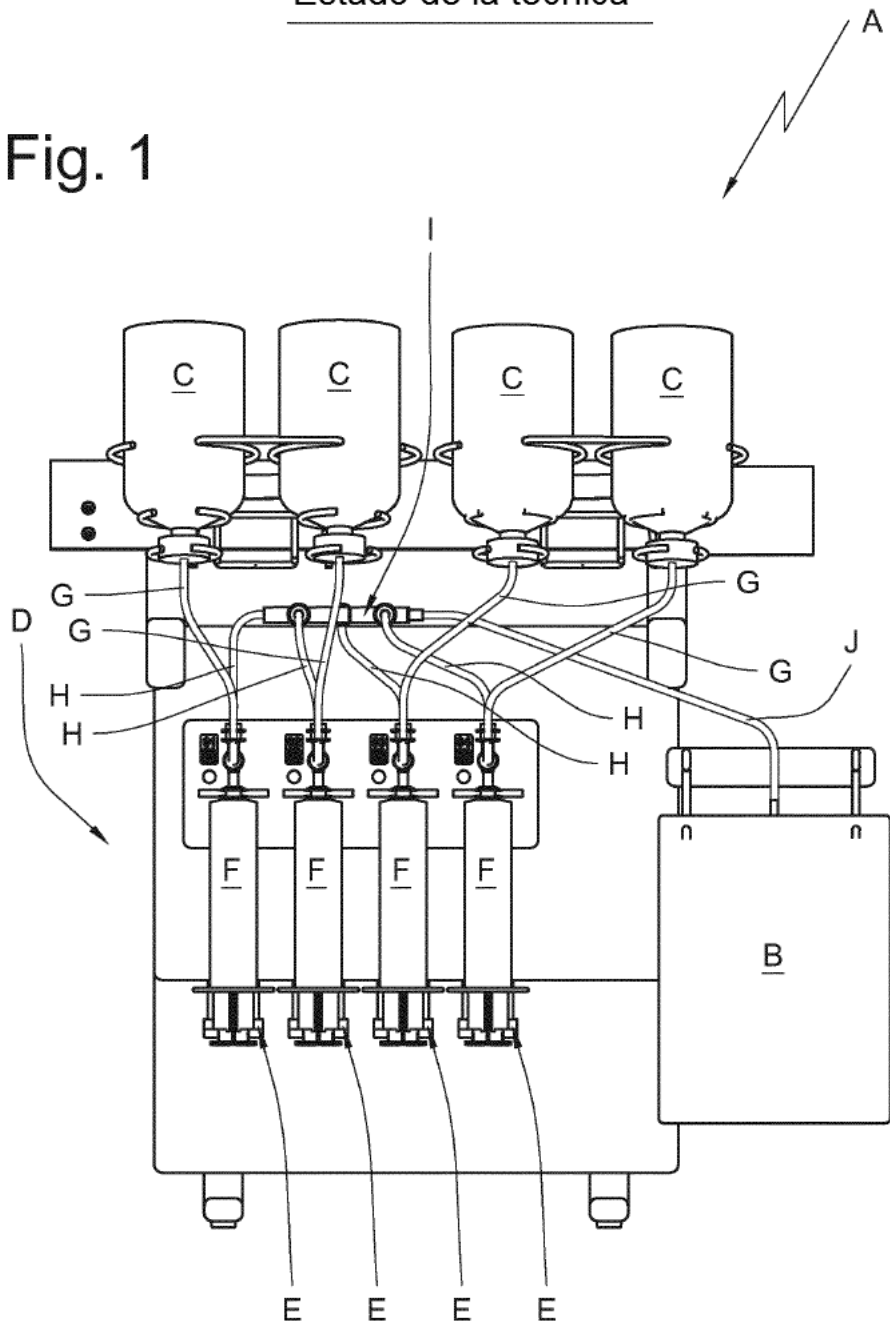 Estado de la técnica
A
Fig. 1
I
C C C C
G G
D G G J
H
H H
H
F F F F
B
E E E E